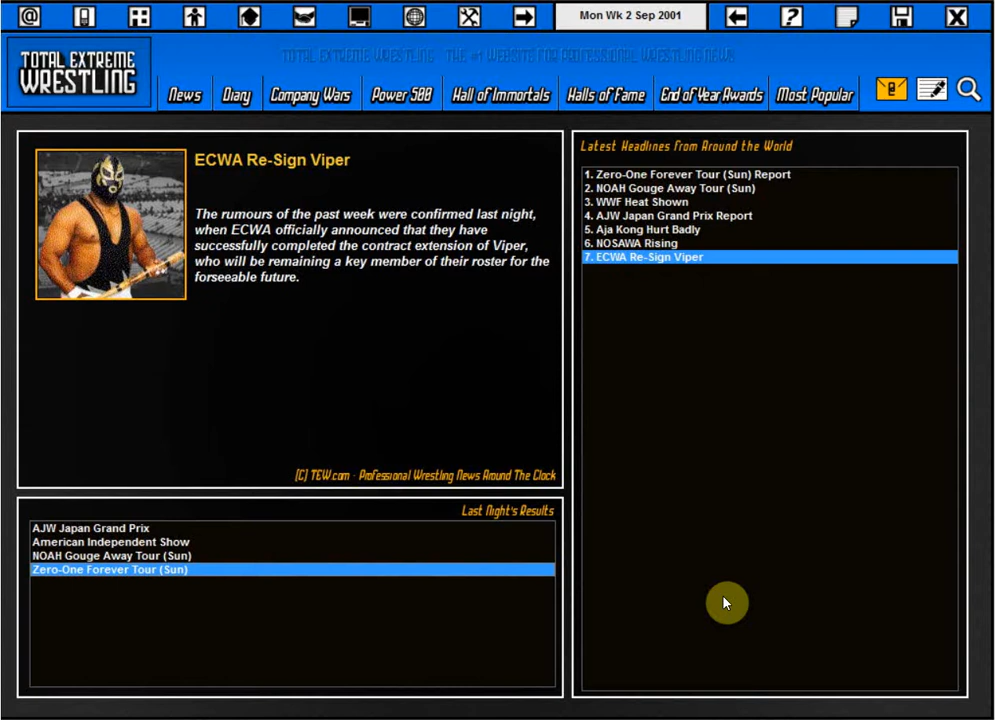 Mon Wk 2 Sep 2001
TOTAL EXTREME
WRESTLING
TOTAL EXTREME WRESTLING - THE #1 WEBSITE FOR PROFESSIONAL WRESTLING NEWS
News
Diary
Company Wars
Power 500
Hall of Immortals
Halls of Fame
End of Year Awards
Most Popular
ECWA Re-Sign Viper
The rumours of the past week were confirmed last night,
when ECWA officially announced that they have
successfully completed the contract extension of Viper,
who will be remaining a key member of their roster for the
forseeable future.
(C) TEW.com - Professional Wrestling News Around The Clock
Latest Headlines From Around the World
1. Zero-One Forever Tour (Sun) Report
2. NOAH Gouge Away Tour (Sun)
3. WWF Heat Shown
4. AJW Japan Grand Prix Report
5. Aja Kong Hurt Badly
6. NOSAWA Rising
7. ECWA Re-Sign Viper
Last Night's Results
AJW Japan Grand Prix
American Independent Show
NOAH Gouge Away Tour (Sun)
Zero-One Forever Tour (Sun)